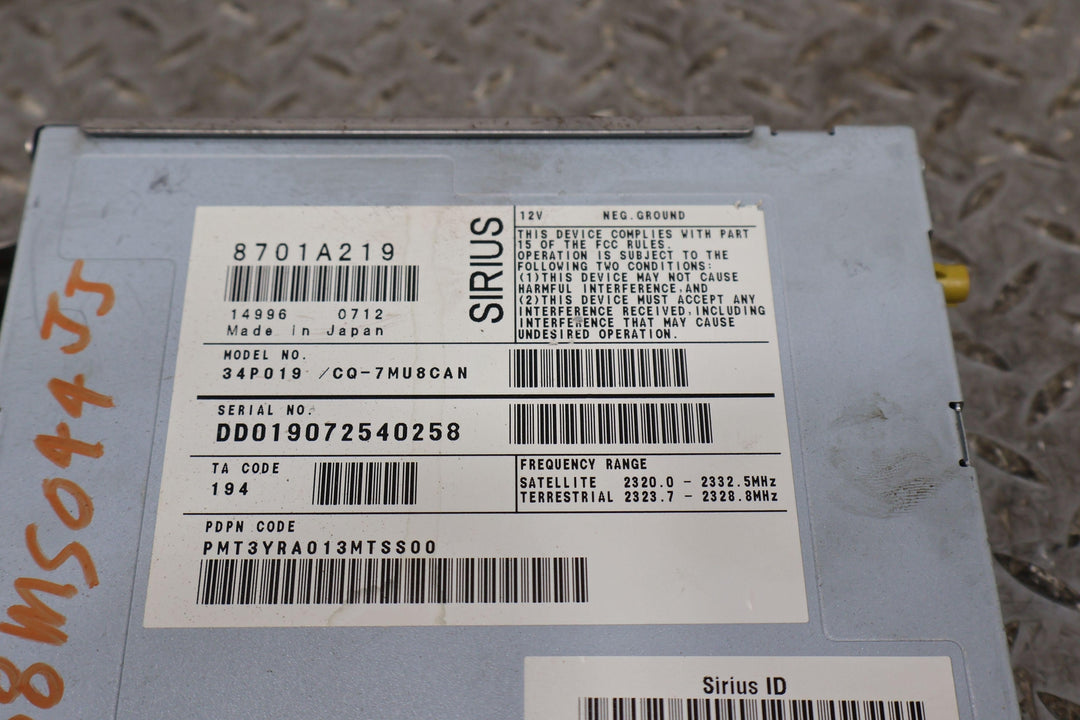 8701A219
14996 0712
Made in Japan
SIRIUS
12V NEG.GROUND
THIS DEVICE COMPLIES WITH PART
15 OF THE FCC RULES.
OPERATION IS SUBJECT TO THE
FOLLOWING TWO CONDITIONS:
(1)THIS DEVICE MAY NOT CAUSE
HARMFUL INTERFERENCE,AND
(2)THIS DEVICE MUST ACCEPT ANY
INTERFERENCE RECEIVED,INCLUDING
INTERFERENCE THAT MAY CAUSE
UNDESIRED OPERATION.
MODEL NO.
34P019 /CQ-7MU8CAN
SERIAL NO.
DD019072540258
TA CODE
194
FREQUENCY RANGE
SATELLITE 2320.0 - 2332.5MHz
TERRESTRIAL 2323.7 - 2328.8MHz
PDPN CODE
PMT3YRA013MTSS00
Sirius ID
8MS044JJ